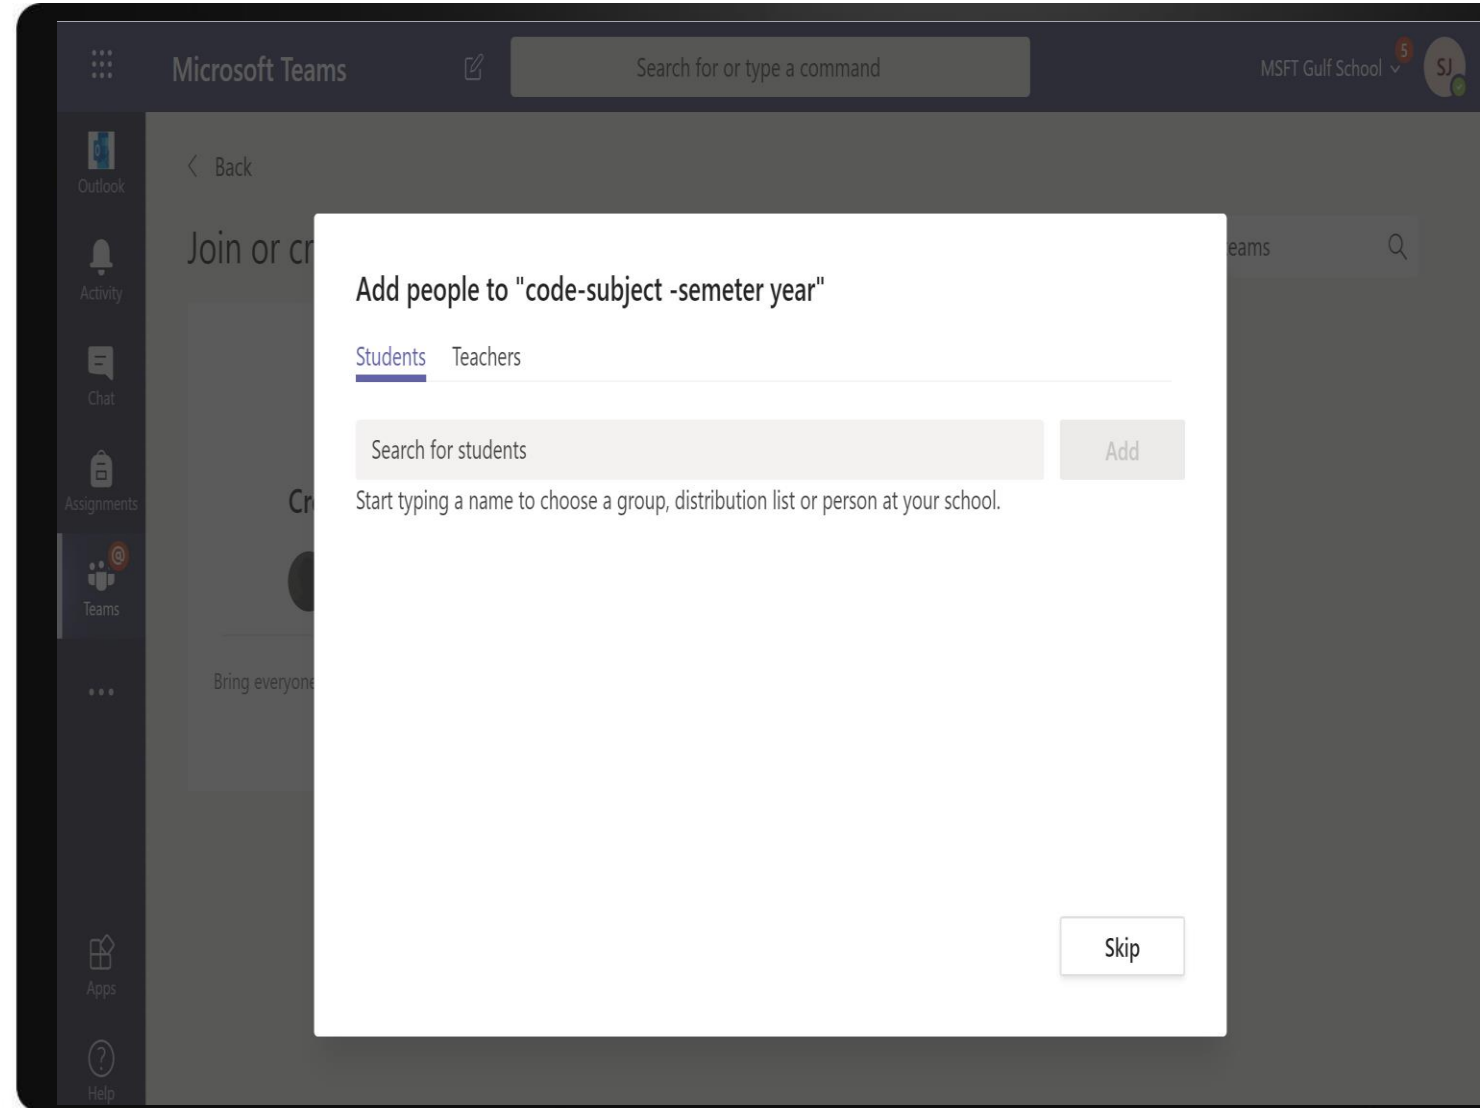 Microsoft Teams
Search for or type a command
MSFT Gulf School
5
SJ
Outlook
Back
Join or cr
eams
Activity
Add people to "code-subject -semeter year"
Students Teachers
Chat
Search for students
Add
Assignments
Cr
Start typing a name to choose a group, distribution list or person at your school.
@
Teams
Bring everyone
Skip
Apps
?
Help